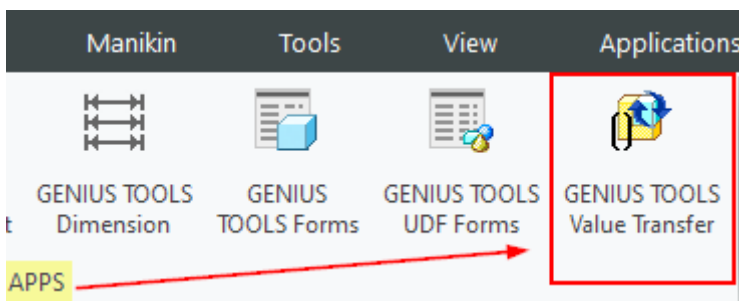 Manikin Tools View Applications
GENIUS TOOLS GENIUS GENIUS TOOLS GENIUS TOOLS
t Dimension TOOLS Forms UDF Forms Value Transfer
APPS